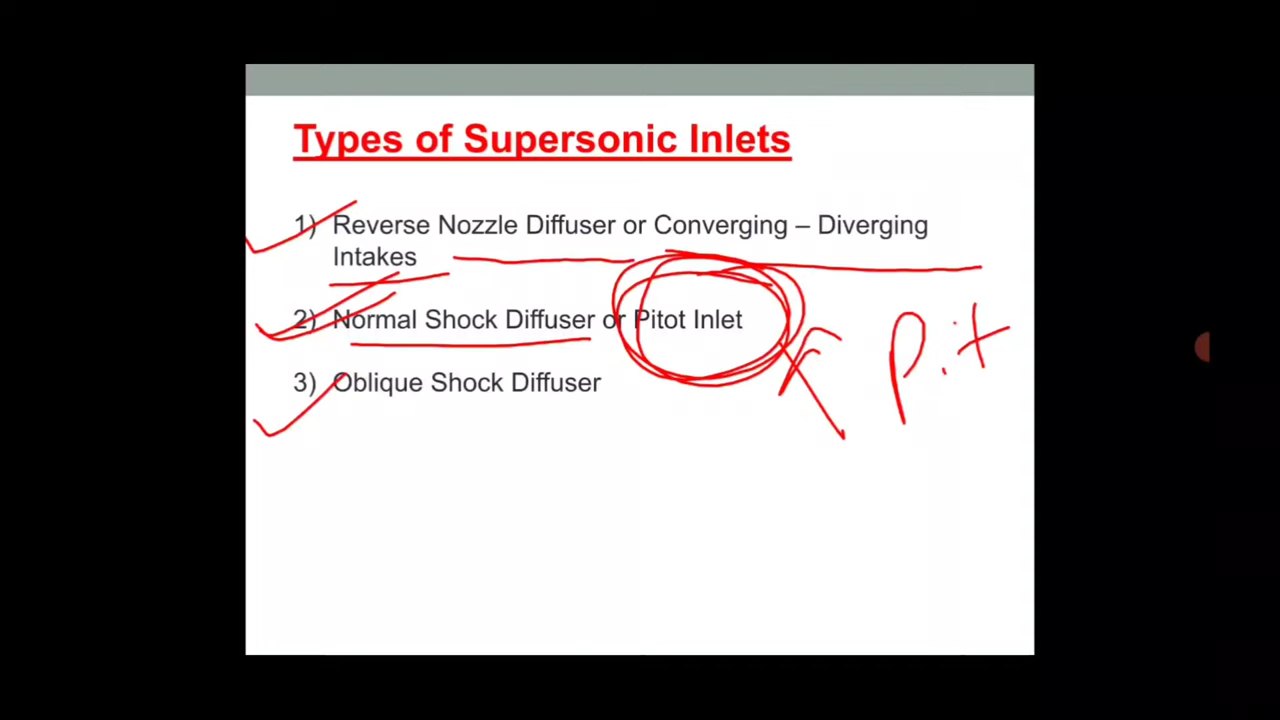 Types of Supersonic Inlets
1) Reverse Nozzle Diffuser or Converging – Diverging
Intakes
2) Normal Shock Diffuser or Pitot Inlet
3) Oblique Shock Diffuser
Pit